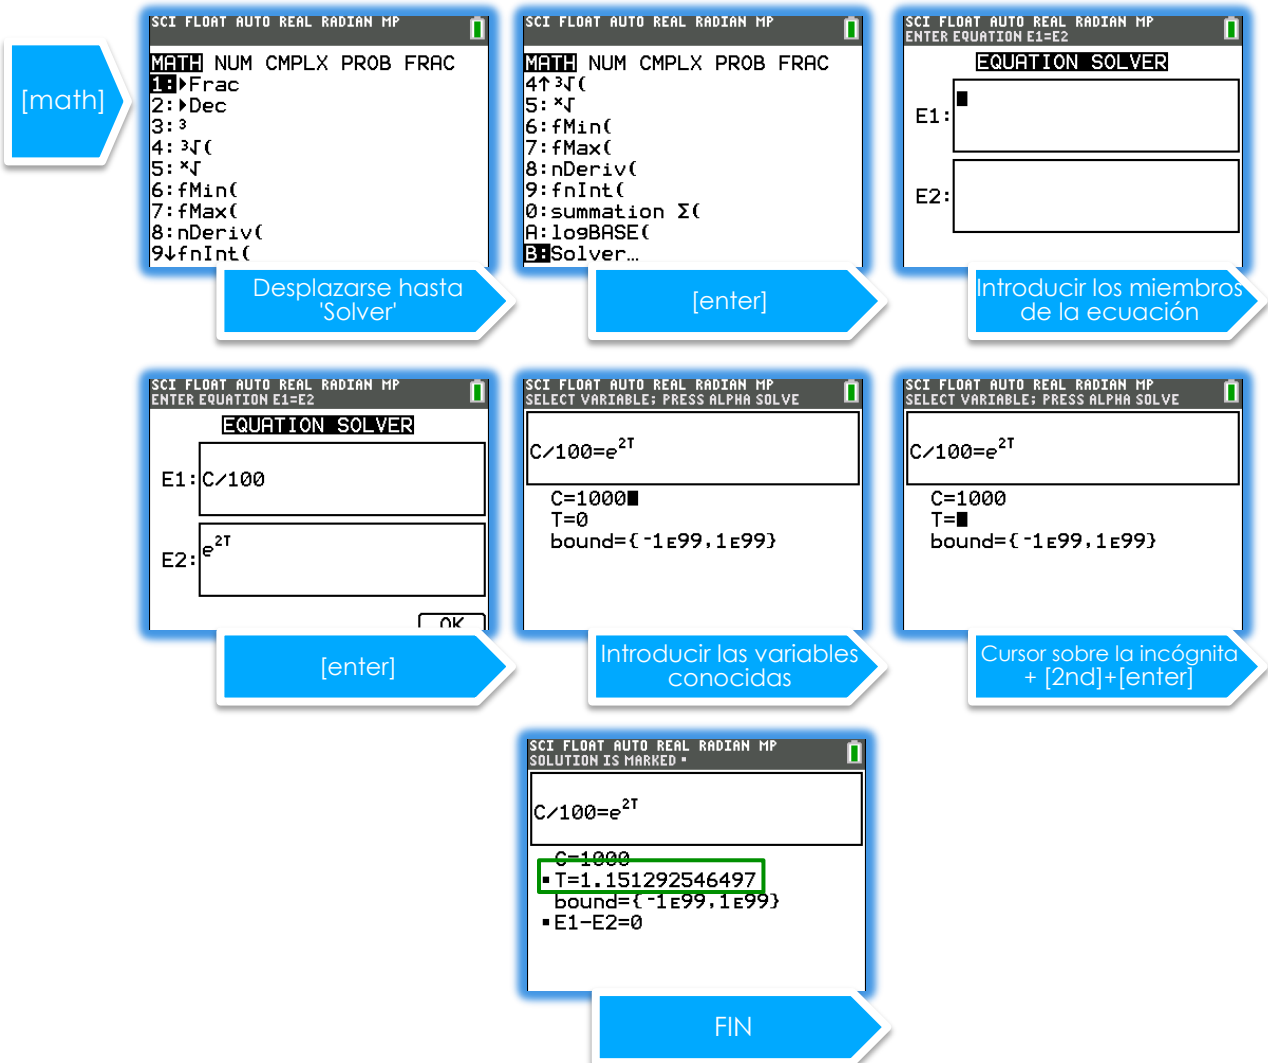 [math]
SCI FLOAT AUTO REAL RADIAN MP
MATH NUM CMPLX PROB FRAC
1:▶Frac
2:▶Dec
3:³
4:³√(
5:ˣ√
6:fMin(
7:fMax(
8:nDeriv(
9↓fnInt(
Desplazarse hasta
'Solver'
SCI FLOAT AUTO REAL RADIAN MP
MATH NUM CMPLX PROB FRAC
4↑³√(
5:ˣ√
6:fMin(
7:fMax(
8:nDeriv(
9:fnInt(
0:summation Σ(
A:logBASE(
B:Solver…
[enter]
SCI FLOAT AUTO REAL RADIAN MP
ENTER EQUATION E1=E2
EQUATION SOLVER
E1:
E2:
Introducir los miembros
de la ecuación
SCI FLOAT AUTO REAL RADIAN MP
ENTER EQUATION E1=E2
EQUATION SOLVER
E1:C/100
E2:e²ᵀ
OK
[enter]
SCI FLOAT AUTO REAL RADIAN MP
SELECT VARIABLE; PRESS ALPHA SOLVE
C/100=e²ᵀ
C=1000
T=0
bound={-1ᴇ99,1ᴇ99}
Introducir las variables
conocidas
SCI FLOAT AUTO REAL RADIAN MP
SELECT VARIABLE; PRESS ALPHA SOLVE
C/100=e²ᵀ
C=1000
T=
bound={-1ᴇ99,1ᴇ99}
Cursor sobre la incógnita
+ [2nd]+[enter]
SCI FLOAT AUTO REAL RADIAN MP
SOLUTION IS MARKED ▪
C/100=e²ᵀ
C=1000
▪T=1.151292546497
bound={-1ᴇ99,1ᴇ99}
▪E1-E2=0
FIN